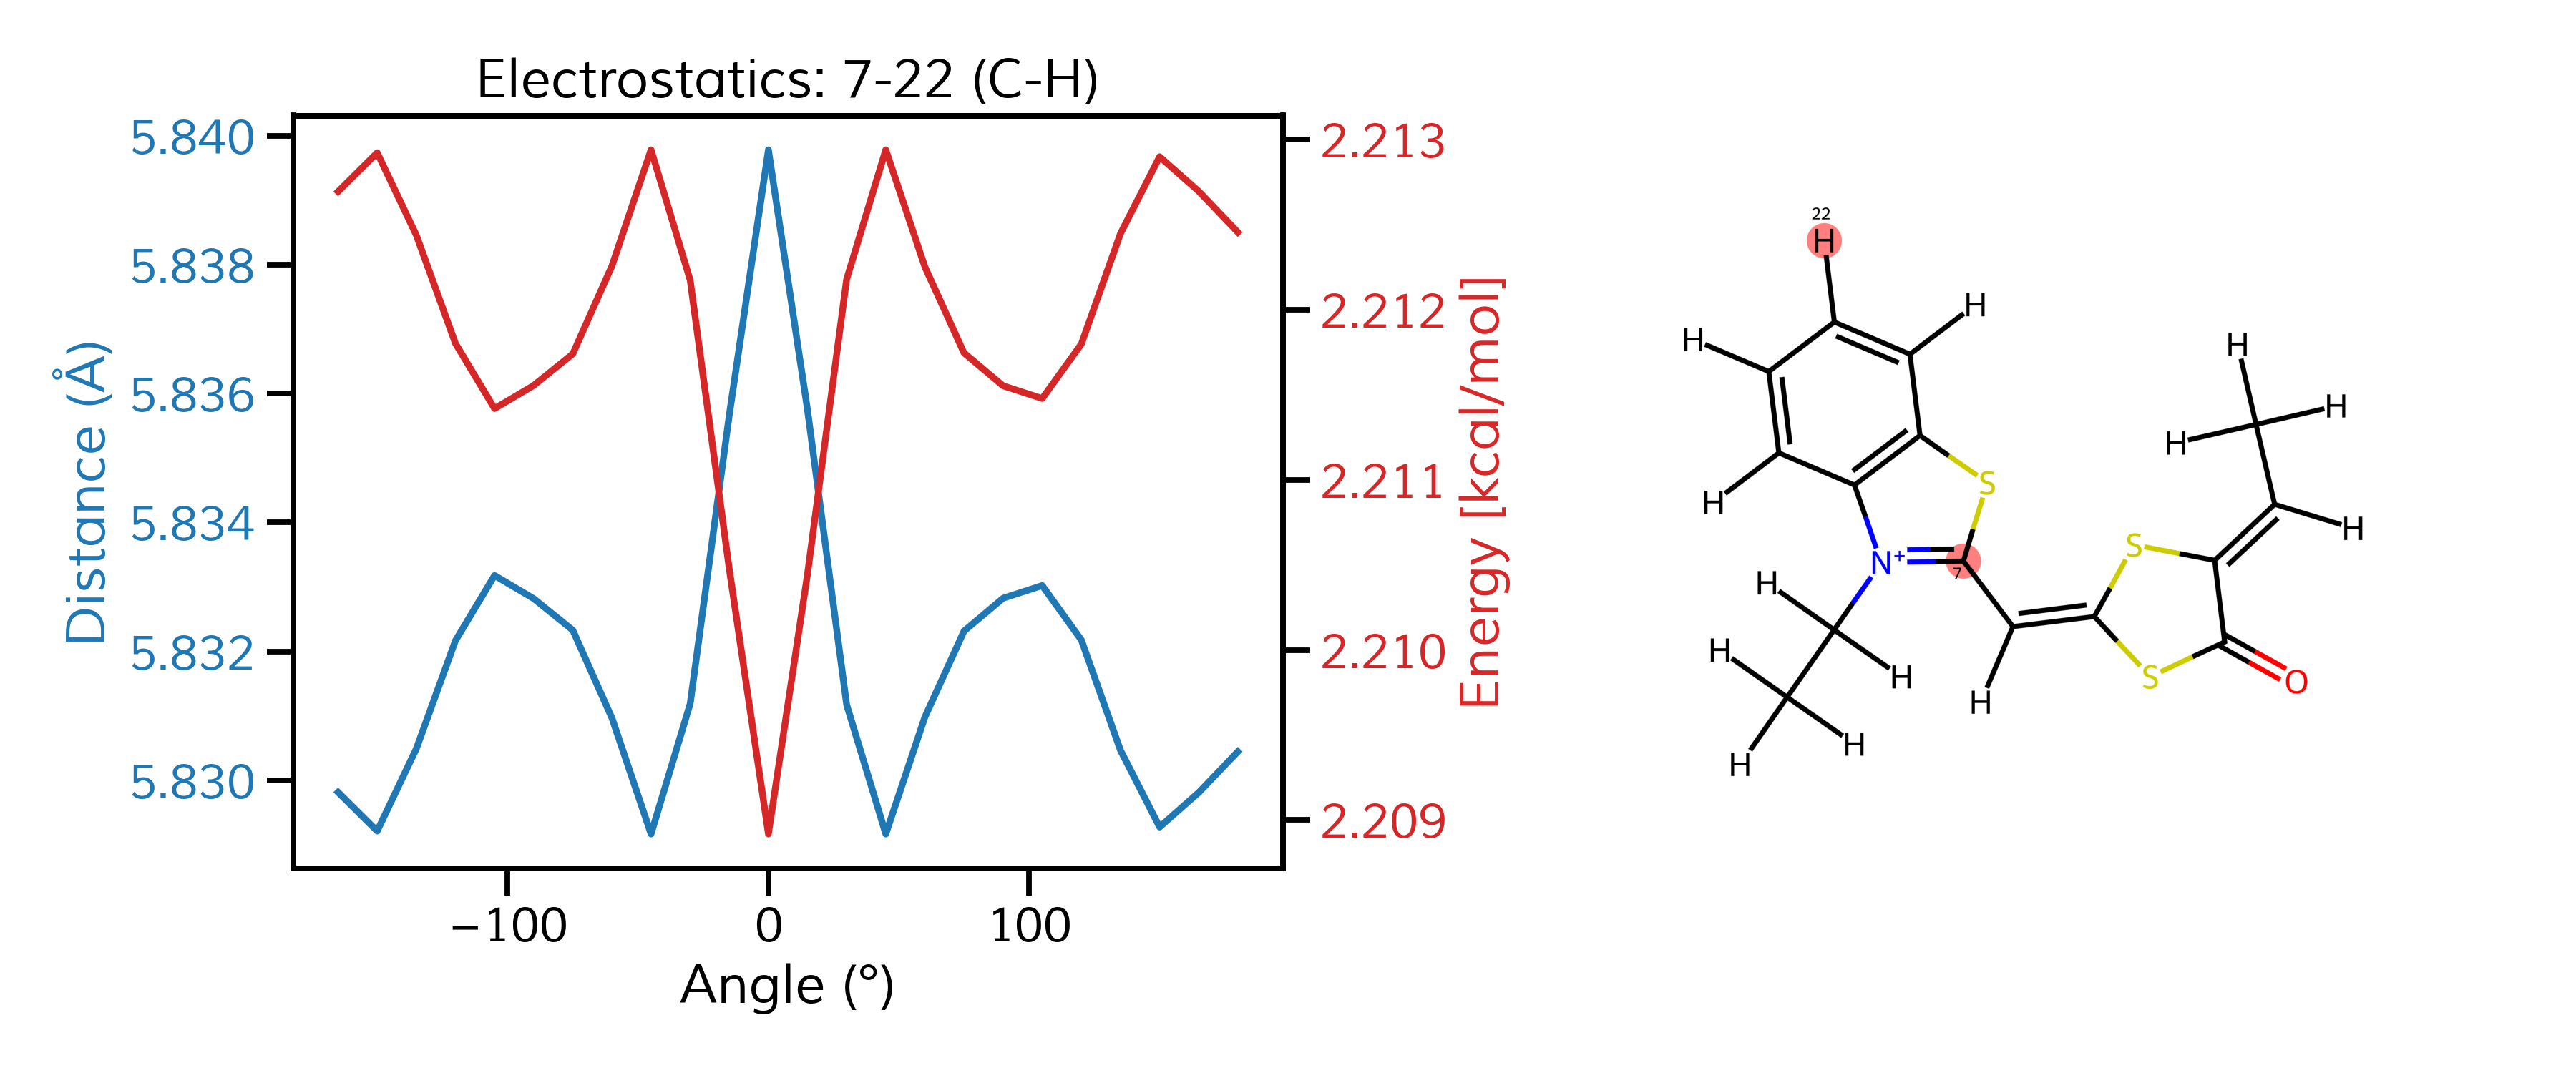 Electrostatics: 7-22 (C-H)
5.840
5.838
5.836
5.834
5.832
5.830
Distance (Å)
2.213
2.212
2.211
2.210
2.209
Energy [kcal/mol]
−100
0
100
Angle (°)
22
H
H
H
H
H
H
H
S
H
S
N⁺
7
H
H
H
H
S
O
H
H
H